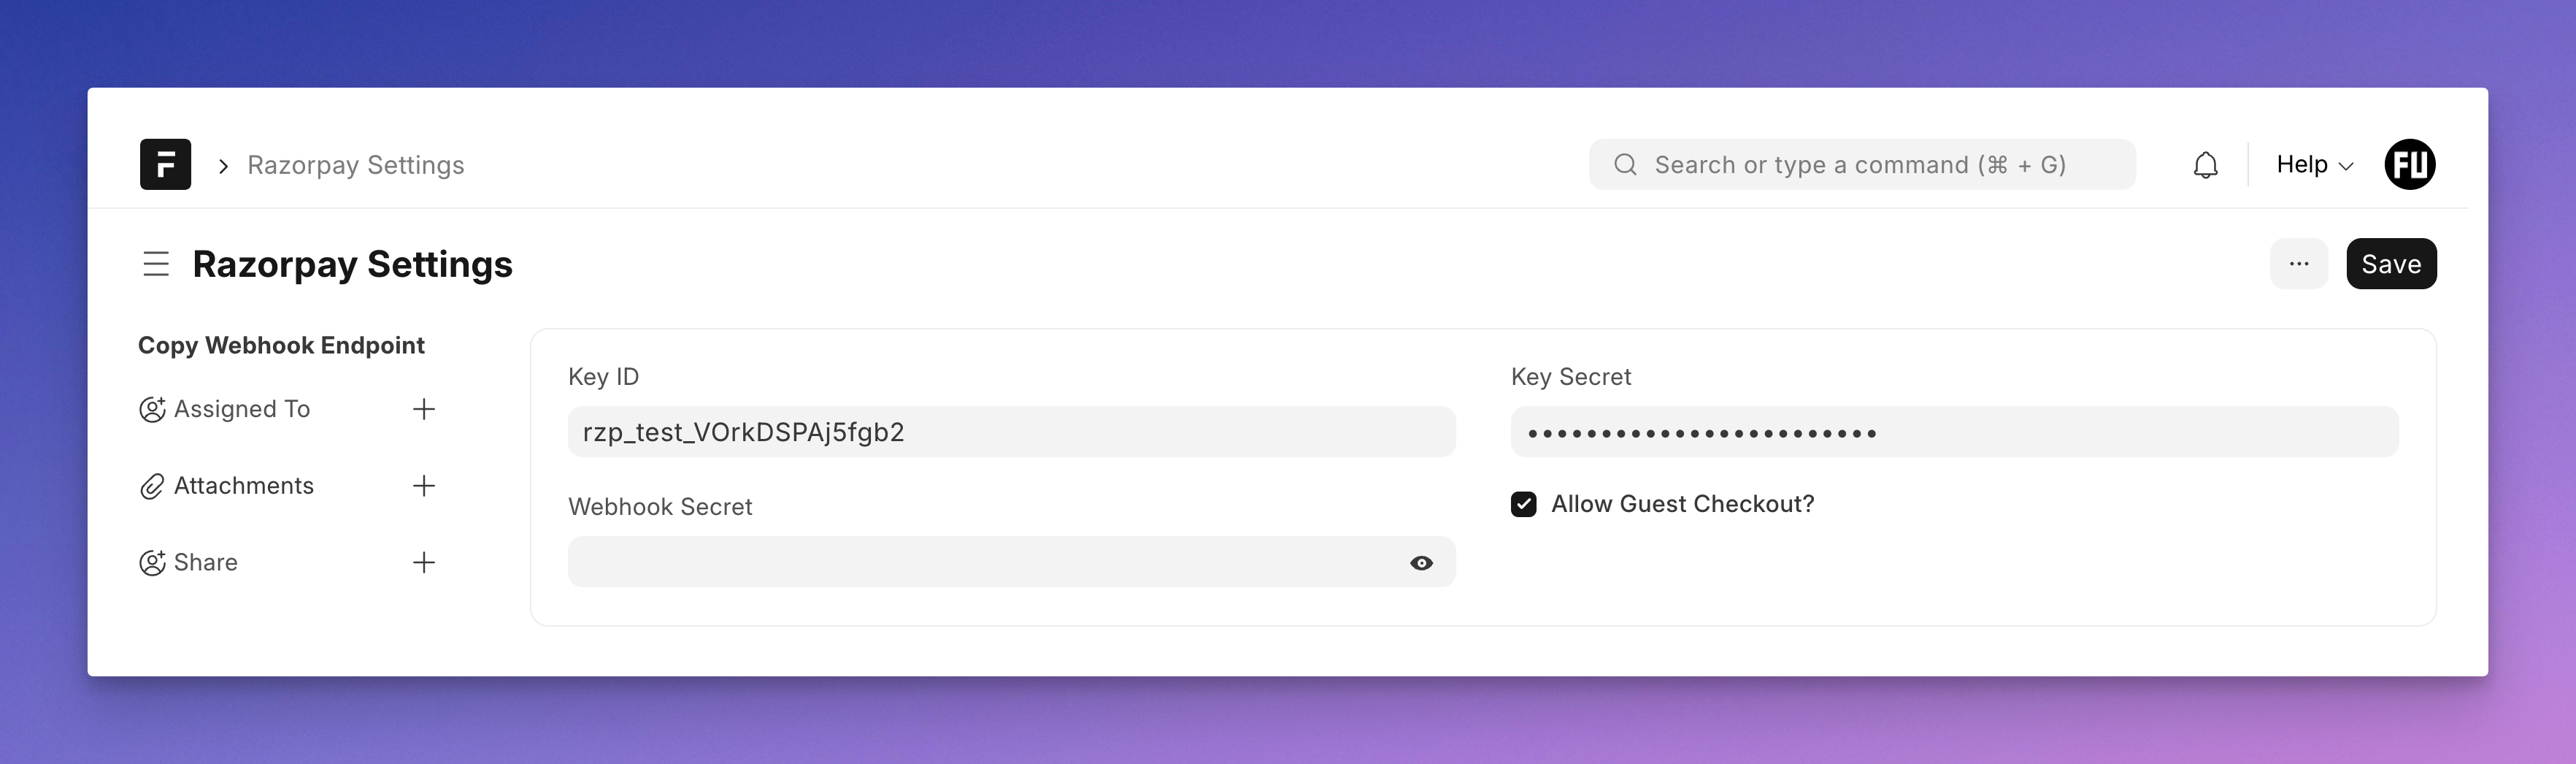 F
Razorpay Settings
Search or type a command (⌘ + G)
Help
FU
Razorpay Settings
...
Save
Copy Webhook Endpoint
Assigned To
Attachments
Share
Key ID
rzp_test_VOrkDSPAj5fgb2
Webhook Secret
Key Secret
••••••••••••••••••••••••
Allow Guest Checkout?